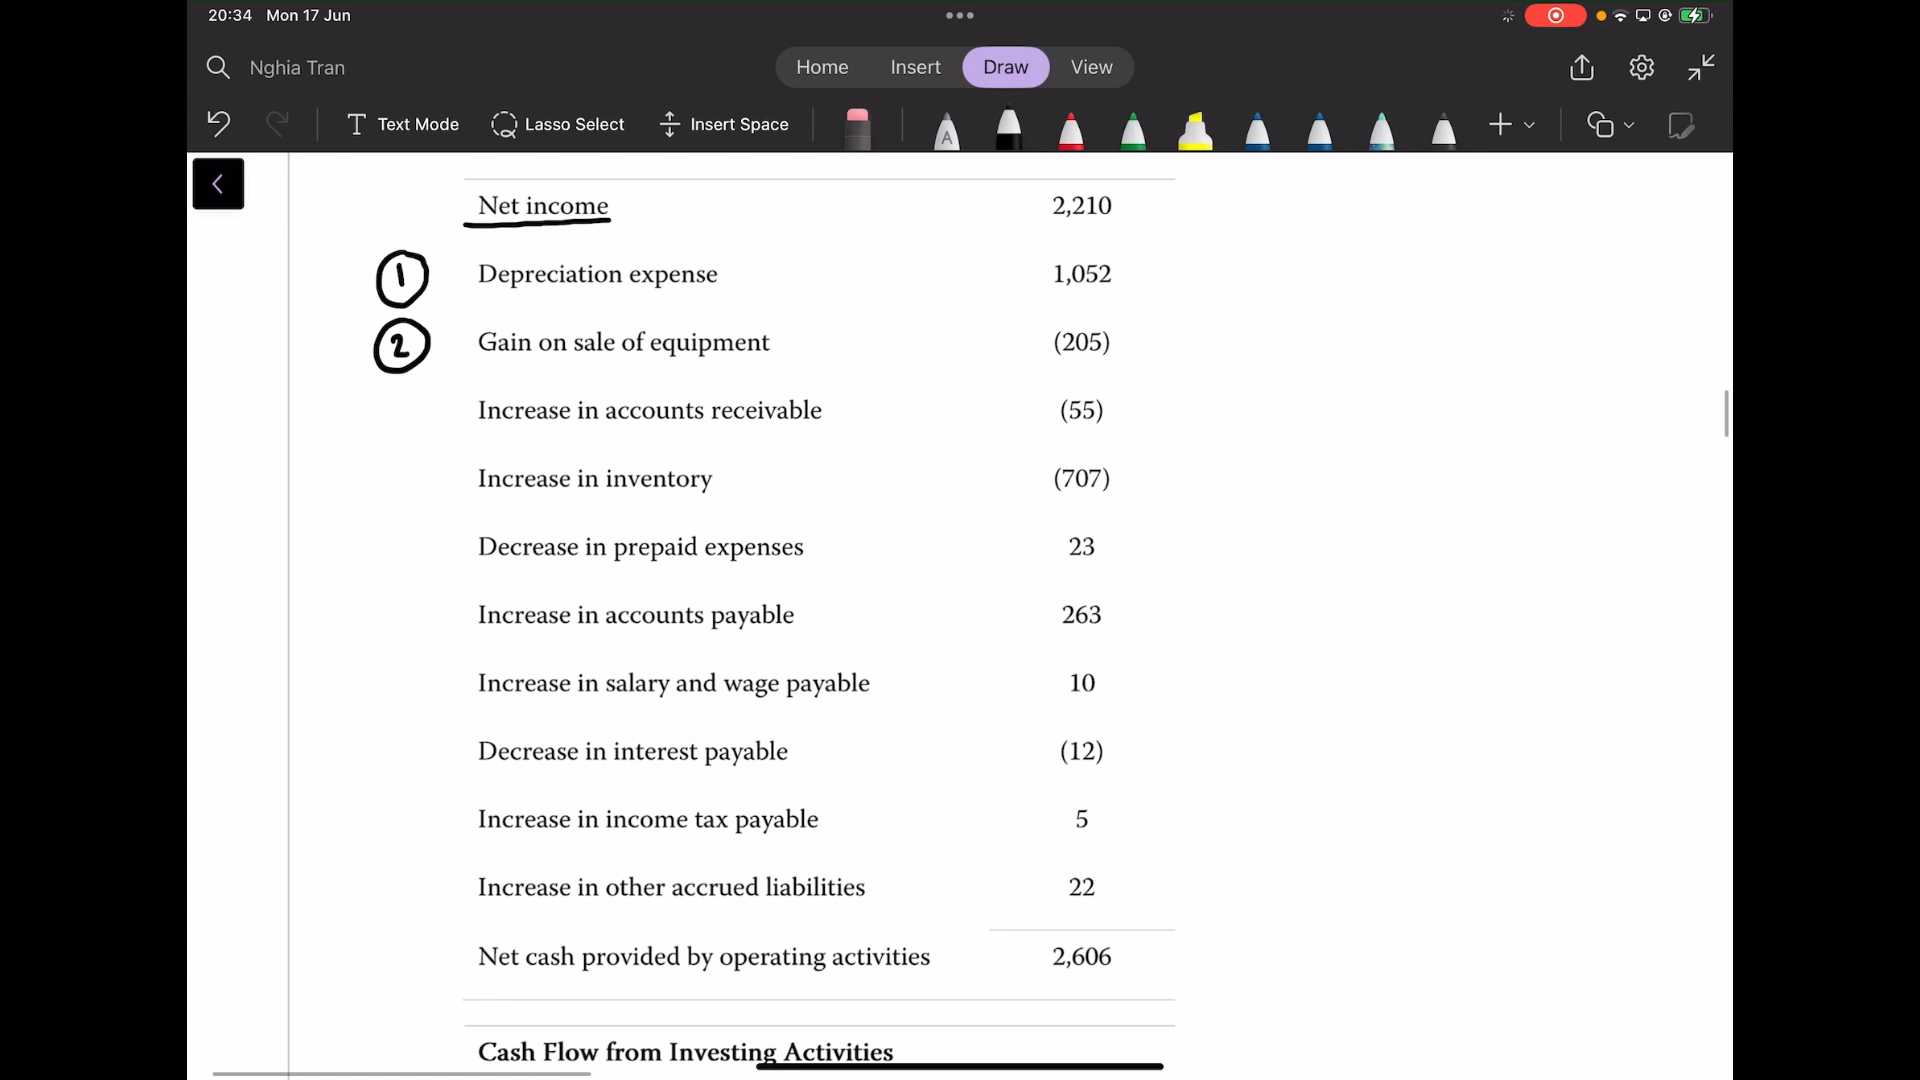 20:34 Mon 17 Jun
Nghia Tran
Home Insert Draw View
Text Mode Lasso Select Insert Space A
Net income 2,210
1 Depreciation expense 1,052
2 Gain on sale of equipment (205)
Increase in accounts receivable (55)
Increase in inventory (707)
Decrease in prepaid expenses 23
Increase in accounts payable 263
Increase in salary and wage payable 10
Decrease in interest payable (12)
Increase in income tax payable 5
Increase in other accrued liabilities 22
Net cash provided by operating activities 2,606
Cash Flow from Investing Activities